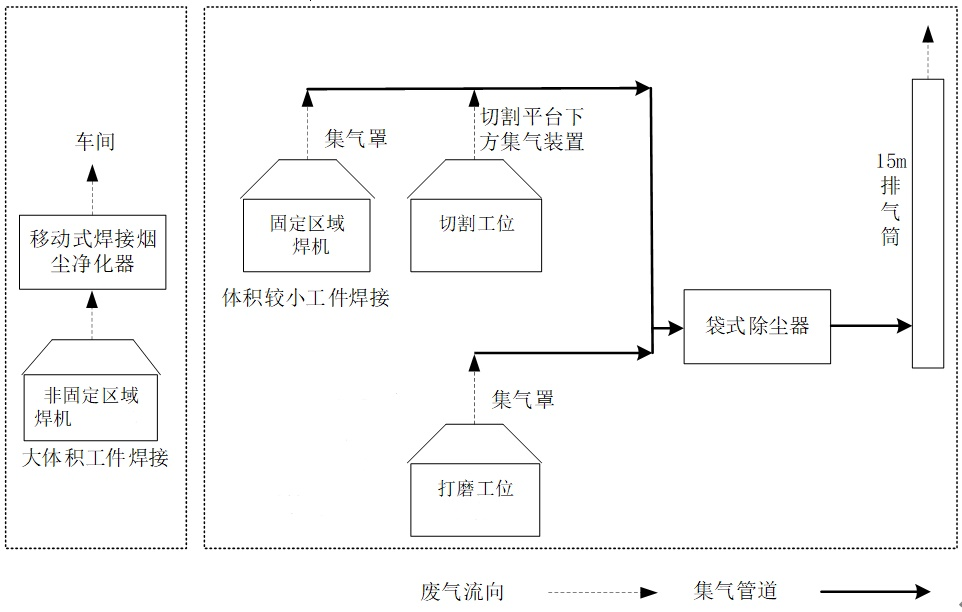 车间
移动式焊接烟
尘净化器
非固定区域
焊机
大体积工件焊接
集气罩
切割平台下
方集气装置
固定区域
焊机
切割工位
体积较小工件焊接
集气罩
打磨工位
袋式除尘器
15m
排
气
筒
废气流向
集气管道